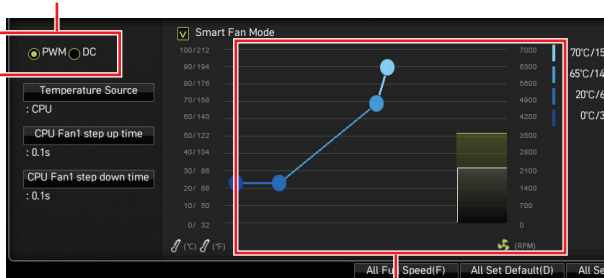 Smart Fan Mode
PWM DC
Temperature Source
: CPU
CPU Fan1 step up time
: 0.1s
CPU Fan1 step down time
: 0.1s
100/212
90/194
80/176
70/158
60/140
50/122
40/104
30/ 86
20/ 68
10/ 50
0/ 32
(°C) (°F)
7000
6300
5600
4900
4200
3500
2800
2100
1400
700
0
(RPM)
70°C/15
65°C/14
20°C/6
0°C/3
All Full Speed(F) All Set Default(D) All Se